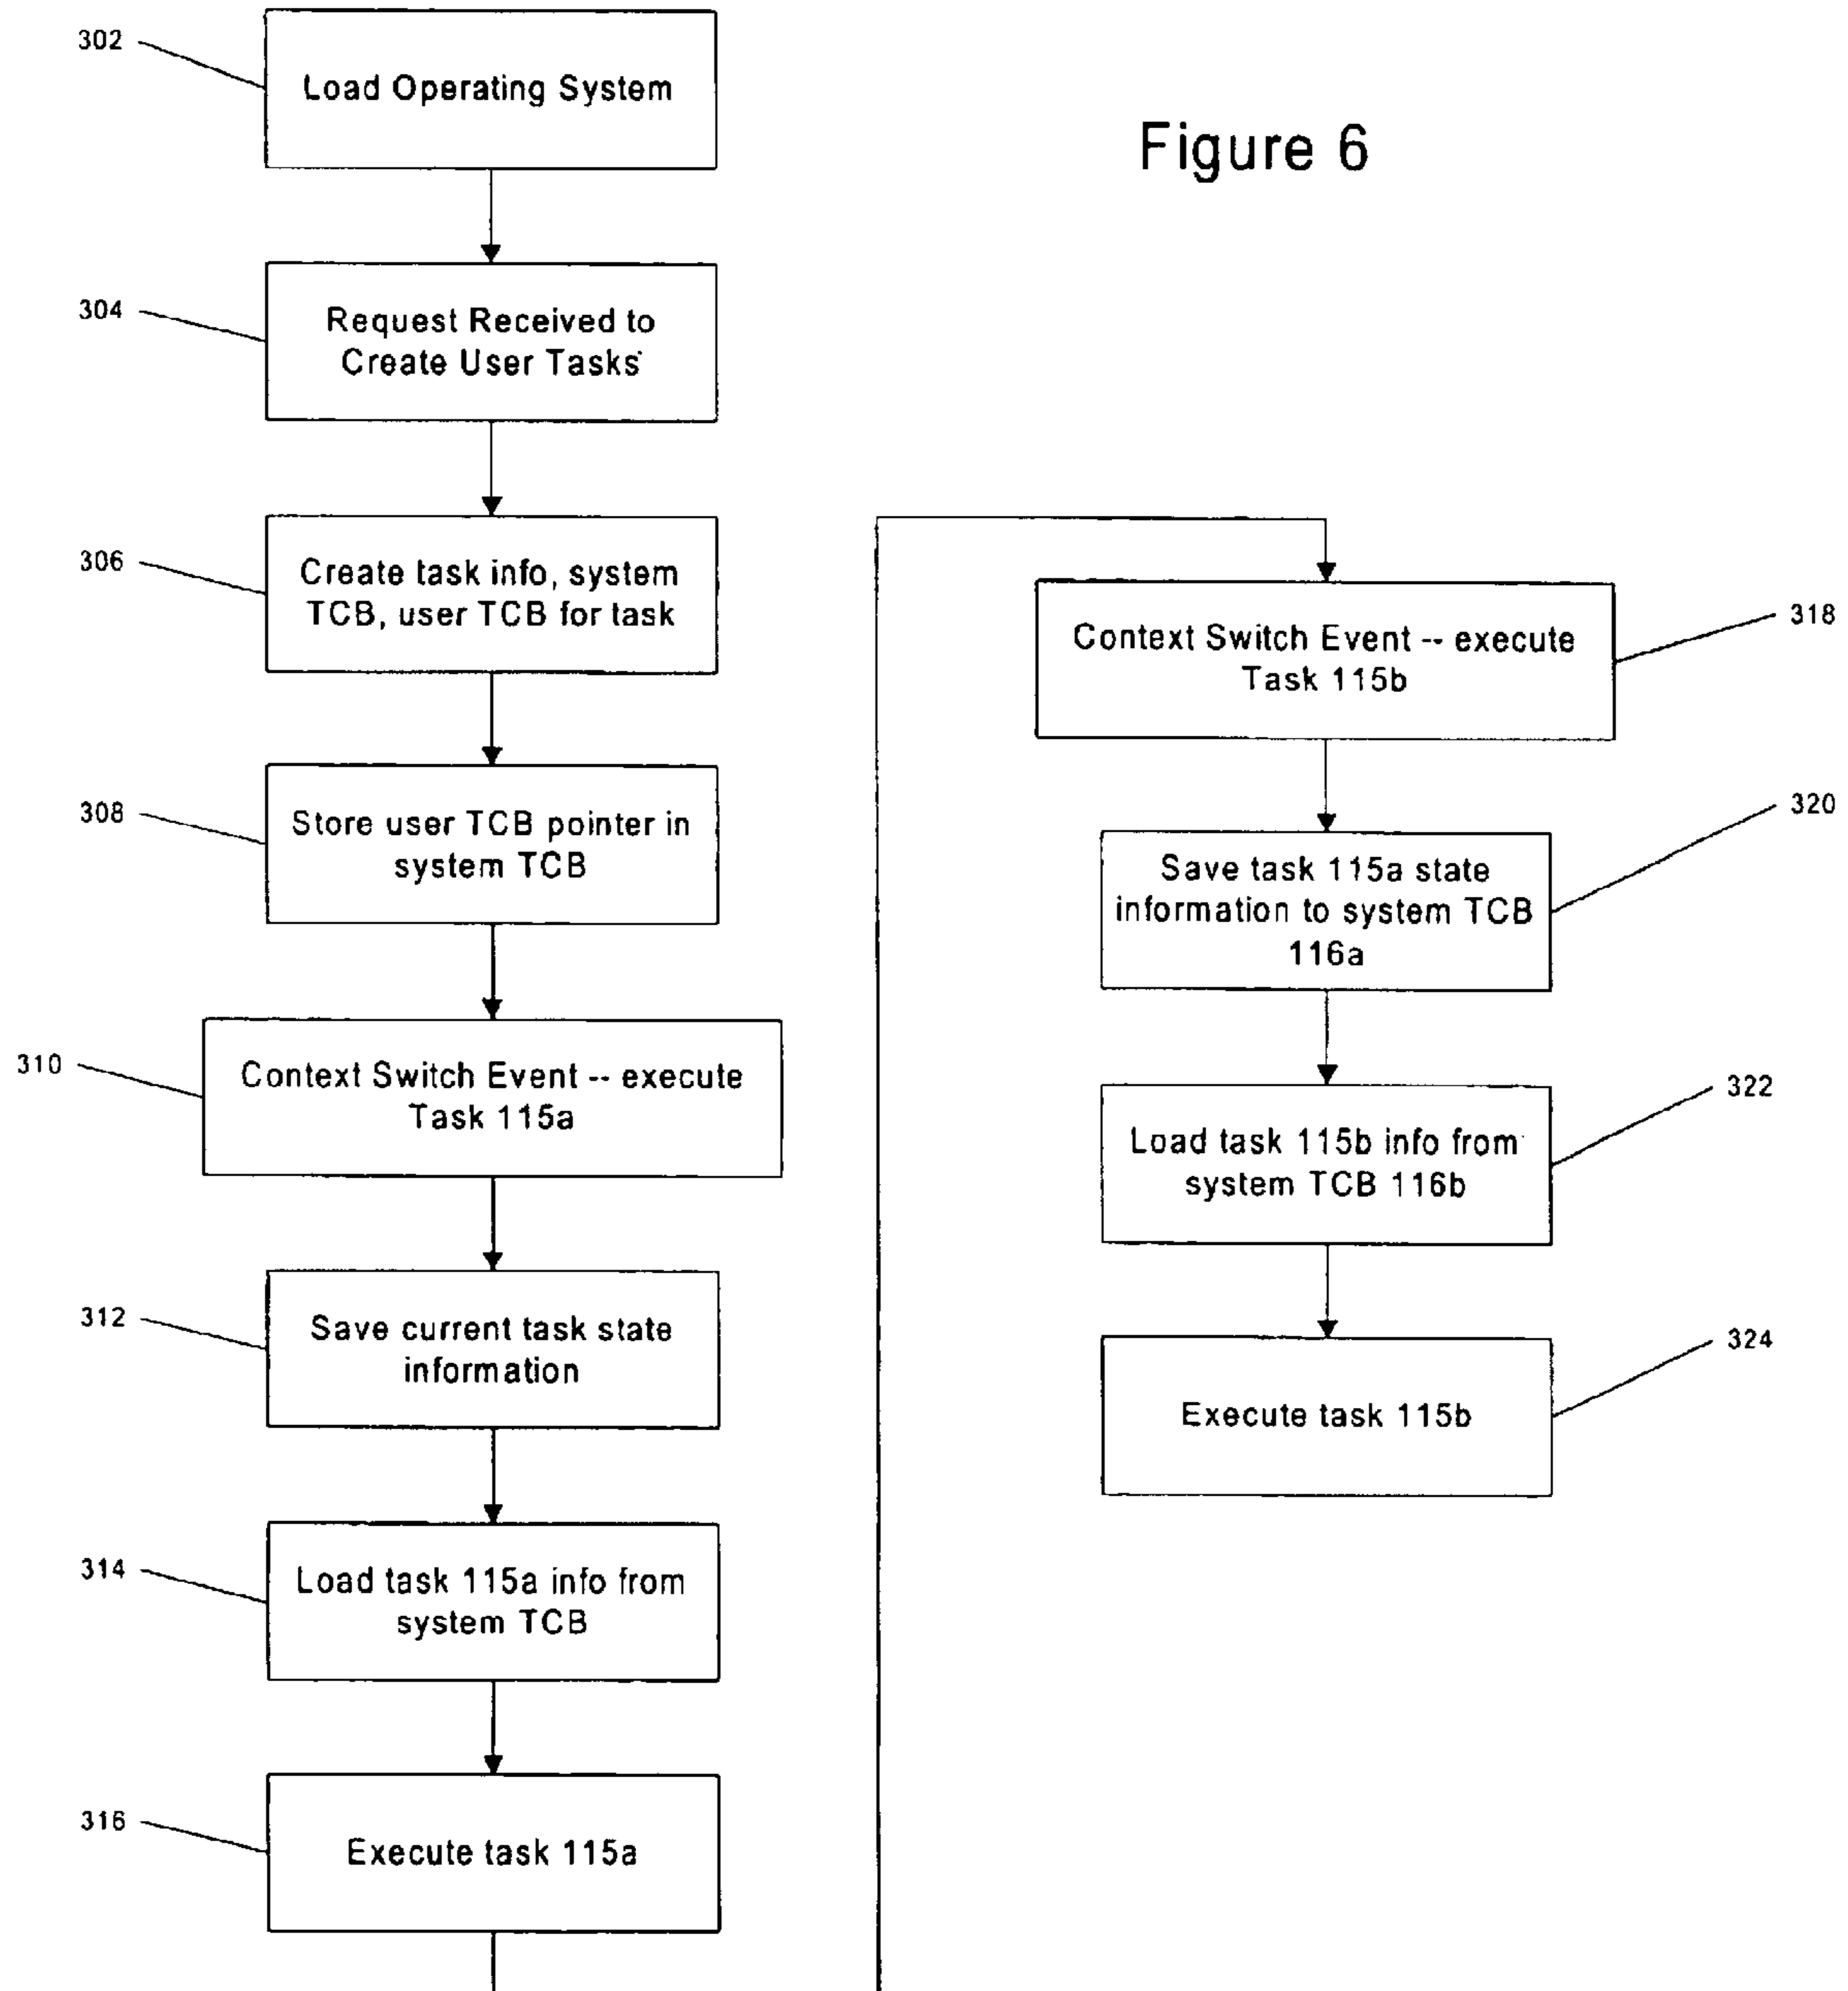 Figure 6
302
Load Operating System
304
Request Received to
Create User Tasks
306
Create task info, system
TCB, user TCB for task
308
Store user TCB pointer in
system TCB
310
Context Switch Event -- execute
Task 115a
312
Save current task state
information
314
Load task 115a info from
system TCB
316
Execute task 115a
318
Context Switch Event -- execute
Task 115b
320
Save task 115a state
information to system TCB
116a
322
Load task 115b info from
system TCB 116b
324
Execute task 115b